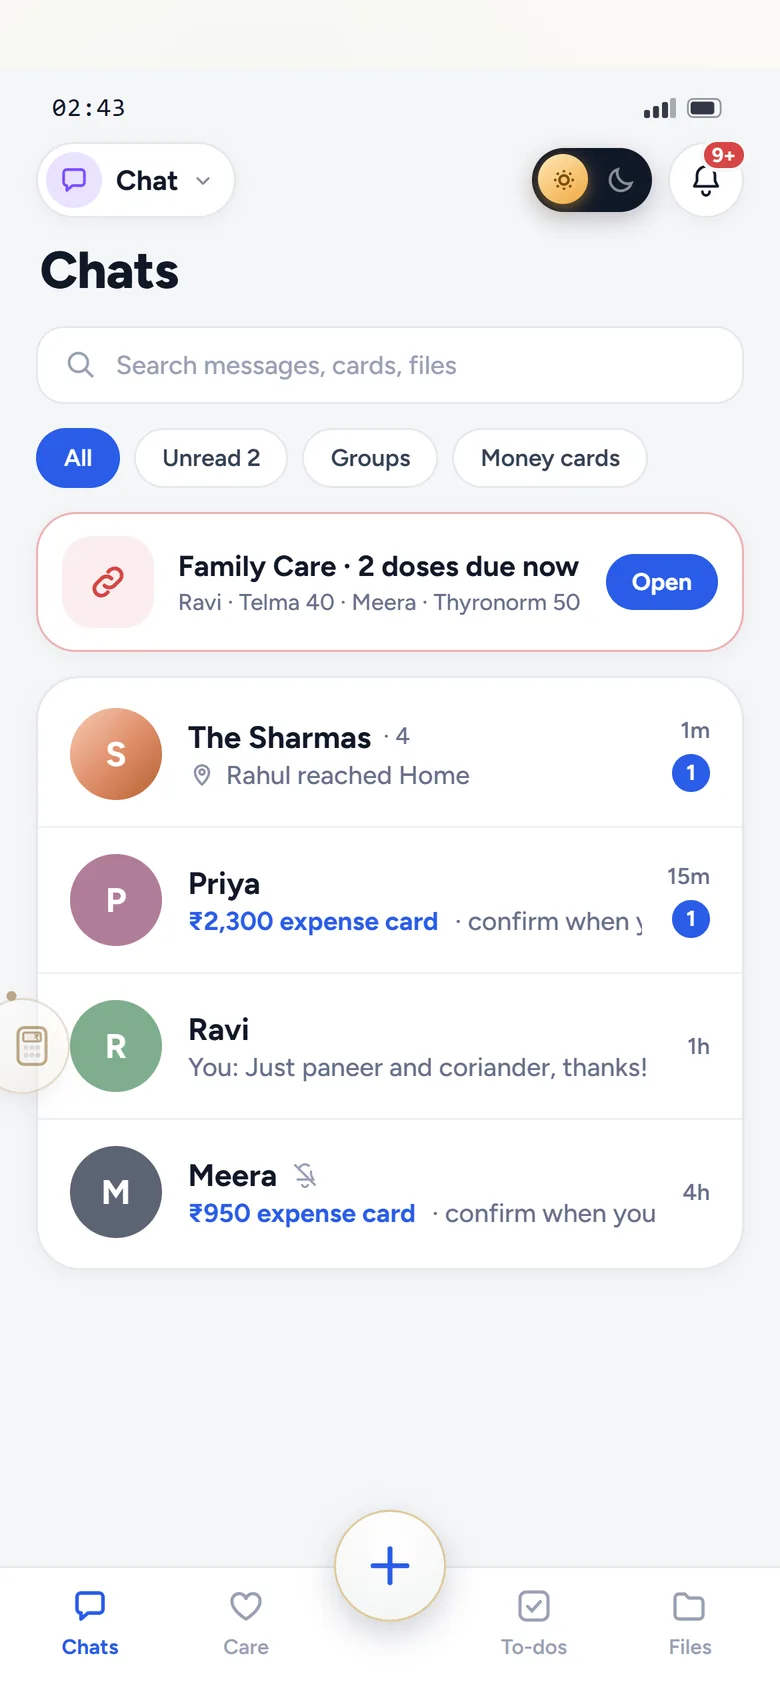 02:43
Chat
9+
Chats
Search messages, cards, files
All
Unread 2
Groups
Money cards
Family Care · 2 doses due now
Ravi · Telma 40 · Meera · Thyronorm 50
Open
The Sharmas · 4
1m
Rahul reached Home
1
Priya
15m
₹2,300 expense card · confirm when
1
Ravi
You: Just paneer and coriander, thanks!
1h
Meera
₹950 expense card · confirm when you
4h
Chats
Care
To-dos
Files